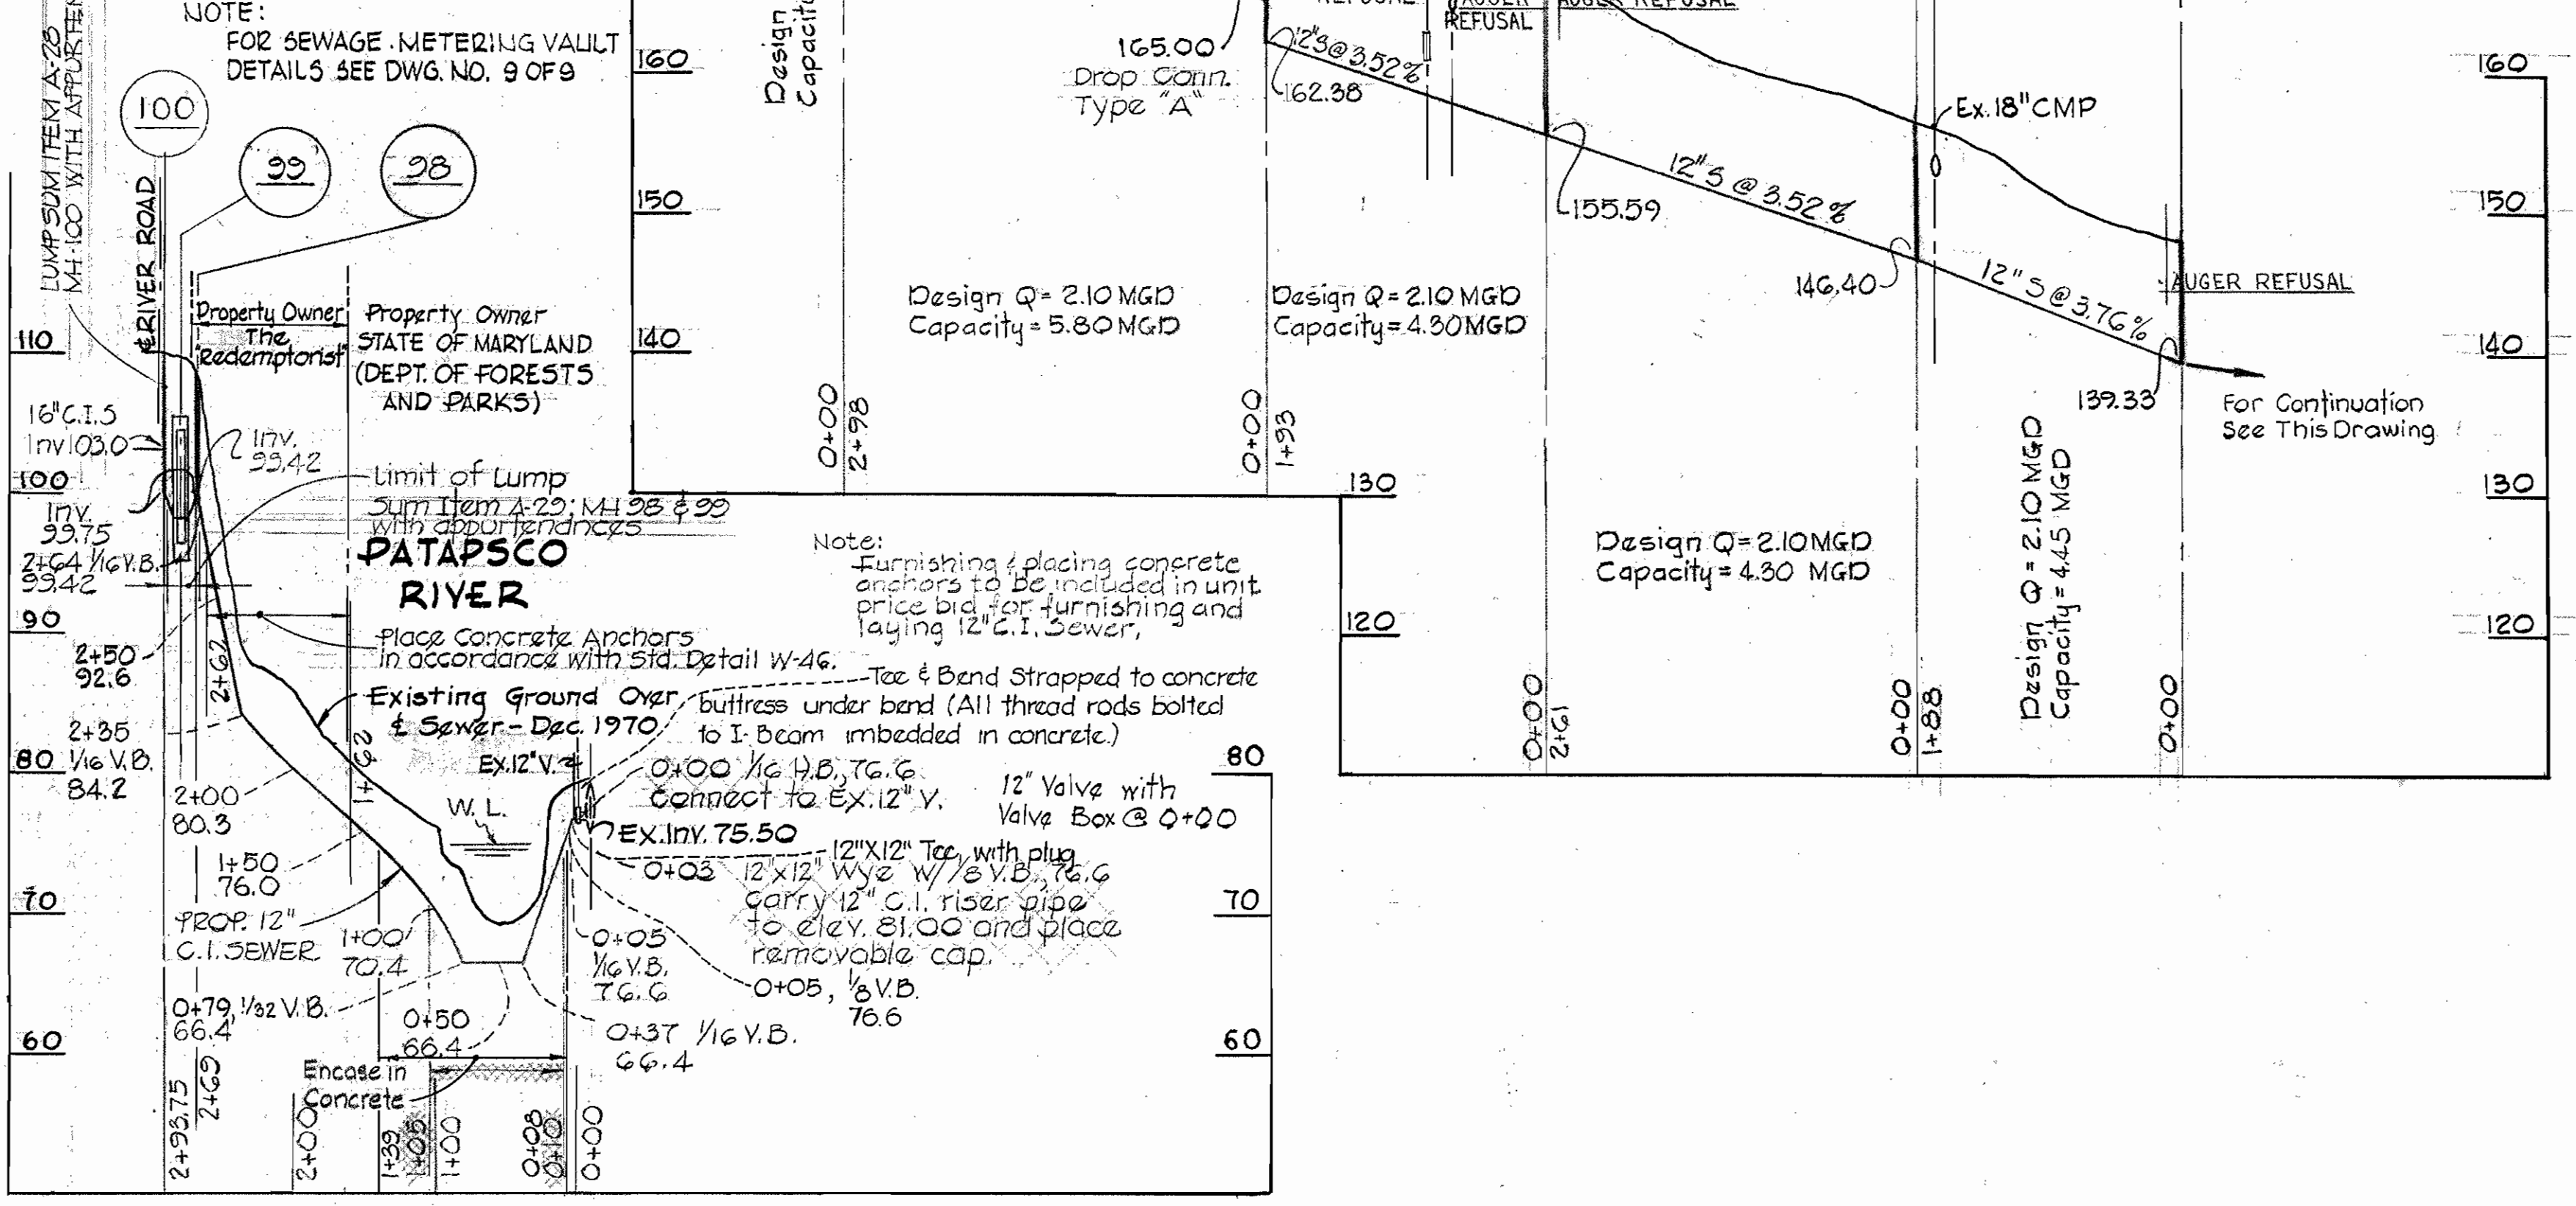 NOTE:
FOR SEWAGE METERING VAULT
DETAILS SEE DWG. NO. 9 OF 9
LUMP SUM ITEM A-28
MH-100 WITH
100
99
98
℄ RIVER ROAD
Property Owner
The
"Redemptorist"
Property Owner
STATE OF MARYLAND
(DEPT. OF FORESTS
AND PARKS)
110
100
90
80
70
60
16" C.I.S
Inv 103.0
Inv.
99.42
Inv.
99.75
2+64 1/16 V.B.
99.42
Limit of Lump
Sum Item A-29; MH 98 & 99
with appurtenances
PATAPSCO
RIVER
Place Concrete Anchors
in accordance with Std. Detail W-46.
2+50
92.6
2+62
Existing Ground Over
℄ Sewer - Dec. 1970
2+35
1/16 V.B.
84.2
2+00
80.3
1+62
1+50
76.0
PROP. 12"
C.I. SEWER
1+00
70.4
0+79, 1/32 V.B.
66.4
0+50
66.4
W.L.
Ex. 12" V.
Encase in
Concrete
2+93.75
2+69
2+00
1+39
1+05
1+00
0+08
0+10
0+00
Note:
Furnishing & placing concrete
anchors to be included in unit
price bid for furnishing and
laying 12" C.I. Sewer.
Tee & Bend Strapped to concrete
buttress under bend (All thread rods bolted
to I-Beam imbedded in concrete.)
0+00 1/16 H.B., 76.6
Connect to Ex. 12" V.
12" Valve with
Valve Box @ 0+00
Ex. Inv. 75.50
12"X12" Tee, with plug
0+03 12"x12" Wye W/ 1/8 V.B., 76.6
Carry 12" C.I. riser pipe
to elev. 81.00 and place
removable cap.
0+05
1/16 V.B.
76.6
0+05, 1/8 V.B.
76.6
0+37 1/16 V.B.
66.4
80
70
60
160
150
140
130
120
Design
165.00
Drop Conn.
Type "A"
162.38
12"S @ 3.52%
REFUSAL
AUGER REFUSAL
AUGER REFUSAL
155.59
12" S @ 3.52%
Ex. 18" CMP
146.40
12" S @ 3.76%
AUGER REFUSAL
139.33
For Continuation
See This Drawing
Design Q = 2.10 MGD
Capacity = 5.80 MGD
Design Q = 2.10 MGD
Capacity = 4.30 MGD
Design Q = 2.10 MGD
Capacity = 4.30 MGD
Design Q = 2.10 MGD
Capacity = 4.45 MGD
0+00
2+98
0+00
1+93
0+00
2+61
0+00
1+88
0+00
160
150
140
130
120